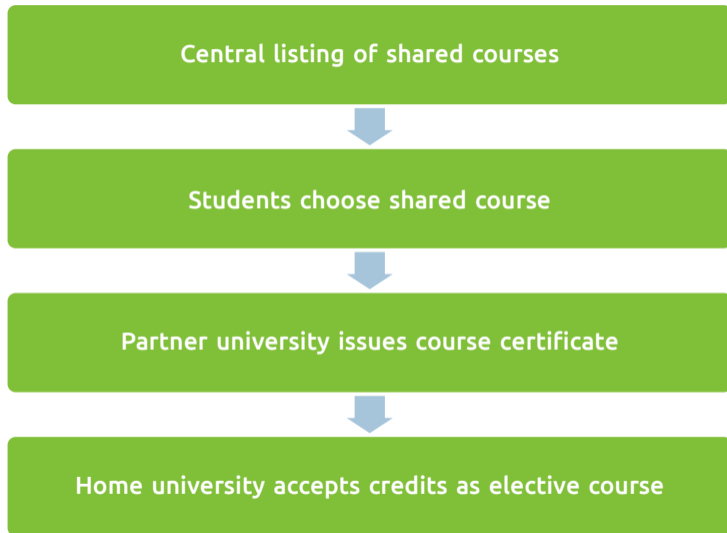 Central listing of shared courses
Students choose shared course
Partner university issues course certificate
Home university accepts credits as elective course